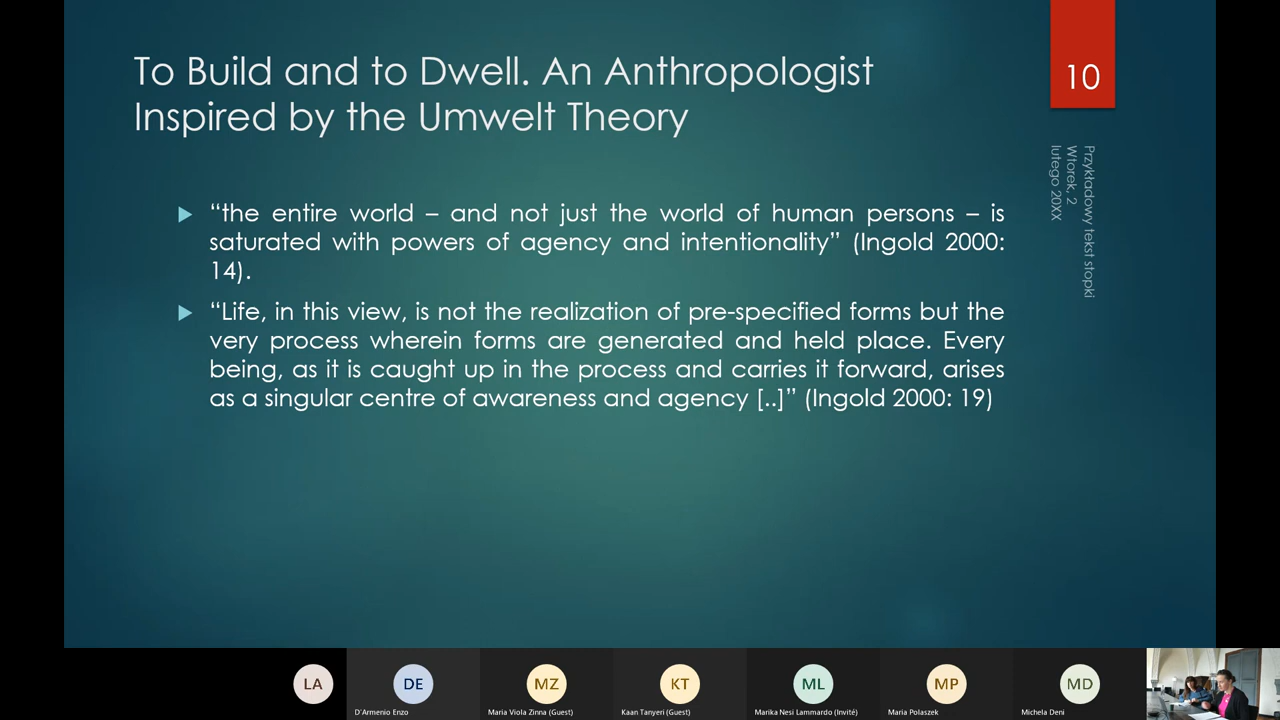 To Build and to Dwell. An Anthropologist
Inspired by the Umwelt Theory
10
Przykładowy tekst stopki
Wtorek, 2
lutego 20XX
“the entire world – and not just the world of human persons – is
saturated with powers of agency and intentionality” (Ingold 2000:
14).
“Life, in this view, is not the realization of pre-specified forms but the
very process wherein forms are generated and held place. Every
being, as it is caught up in the process and carries it forward, arises
as a singular centre of awareness and agency [..]” (Ingold 2000: 19)
LA
DE
MZ
KT
ML
MP
MD
D'Armenio Enzo
Maria Viola Zinna (Guest)
Kaan Tanyeri (Guest)
Marika Nesi Lammardo (Invité)
Maria Polaszek
Michela Deni